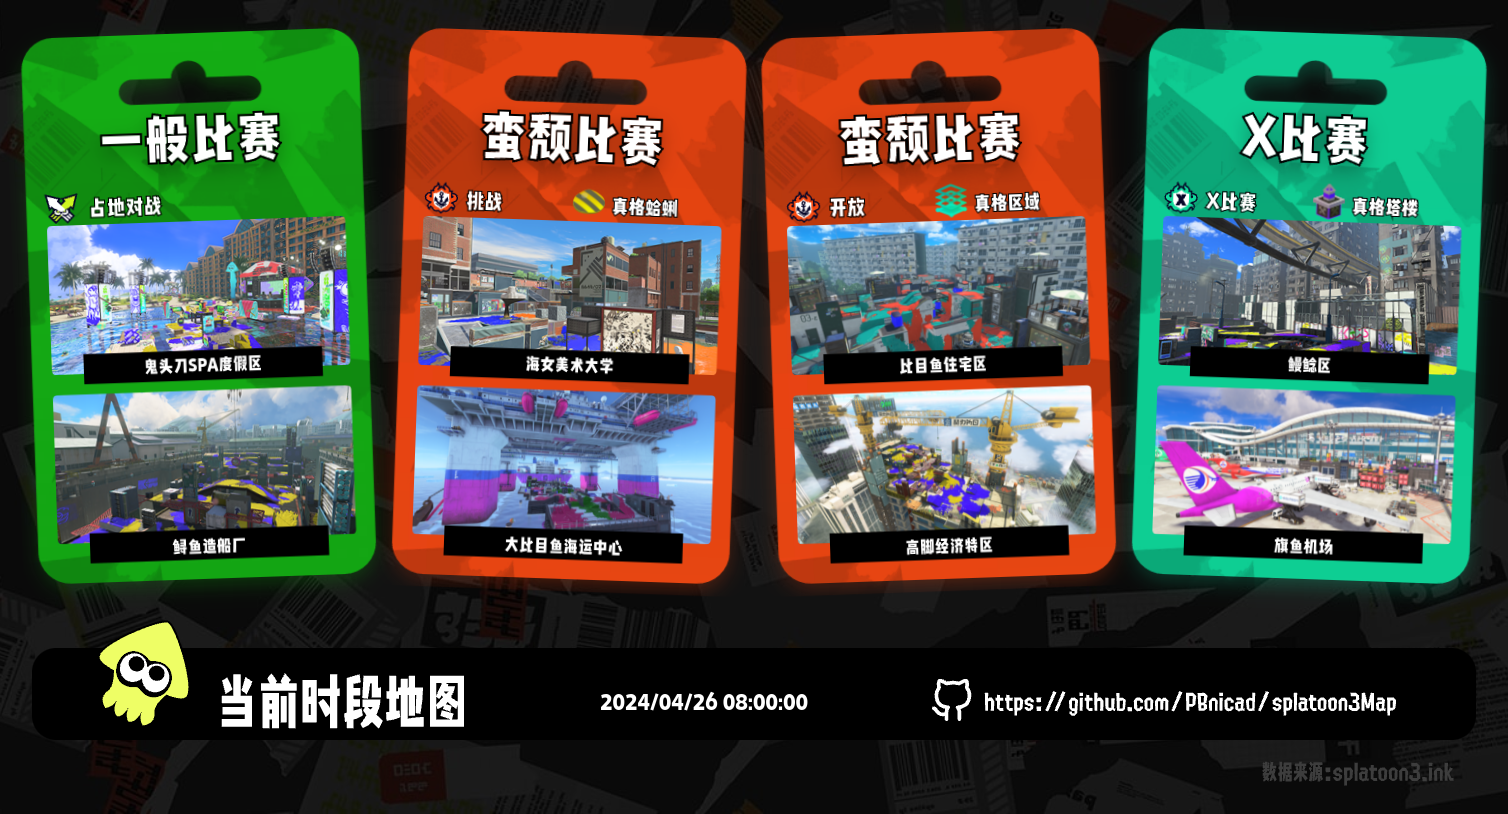 一般比赛
占地对战
鬼头刀SPA度假区
鲟鱼造船厂
蛮颓比赛
挑战
真格蛤蜊
海女美术大学
大比目鱼海运中心
蛮颓比赛
开放
真格区域
比目鱼住宅区
高脚经济特区
X比赛
X比赛
真格塔楼
鳗鲶区
旗鱼机场
当前时段地图
2024/04/26 08:00:00
https://github.com/PBnicad/splatoon3Map
数据来源:splatoon3.ink